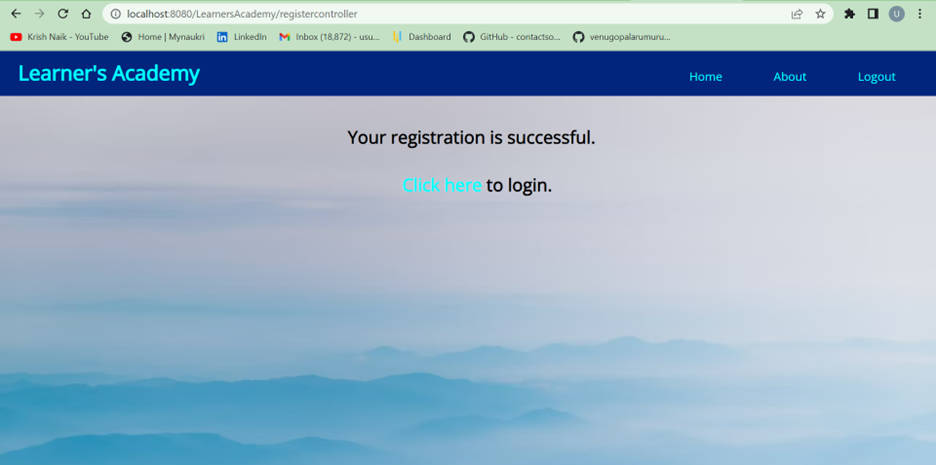 localhost:8080/LearnersAcademy/registercontroller
U
Krish Naik - YouTube
Home | Mynaukri
LinkedIn
Inbox (18,872) - usu...
Dashboard
GitHub - contactso...
venugopalarumuru...
Learner's Academy
Home
About
Logout
Your registration is successful.
Click here to login.